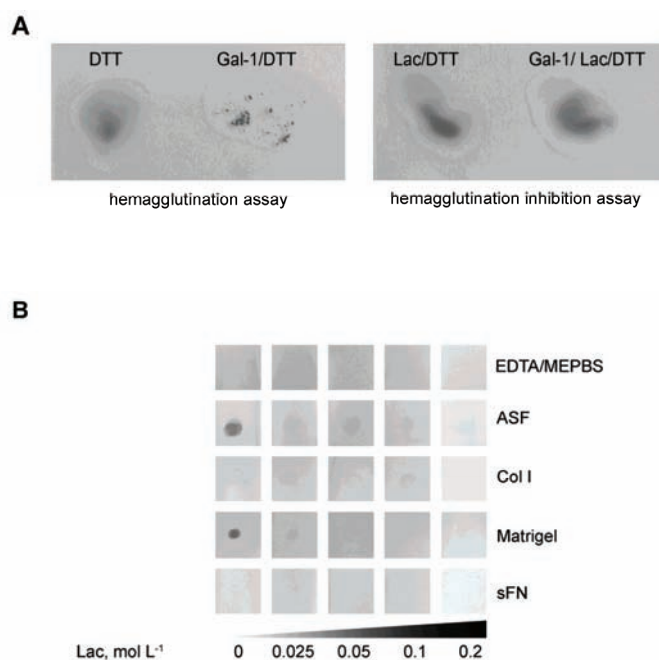 A
DTT Gal-1/DTT Lac/DTT Gal-1/ Lac/DTT
hemagglutination assay hemagglutination inhibition assay
B
EDTA/MEPBS
ASF
Col I
Matrigel
sFN
Lac, mol L⁻¹ 0 0.025 0.05 0.1 0.2